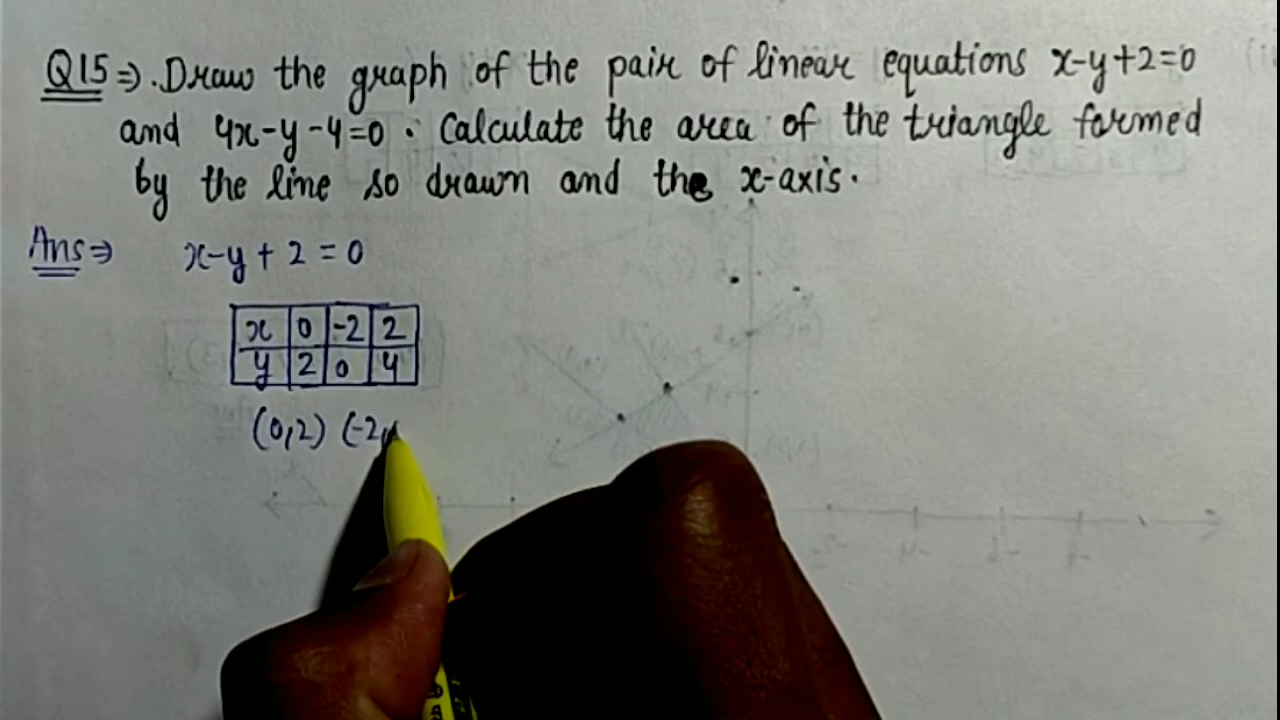 Q15⇒. Draw the graph of the pair of linear equations x-y+2=0
and 4x-y-4=0. Calculate the area of the triangle formed
by the line so drawn and the x-axis.
Ans⇒ x-y+2=0
x 0 -2 2
y 2 0 4
(0,2) (-2,